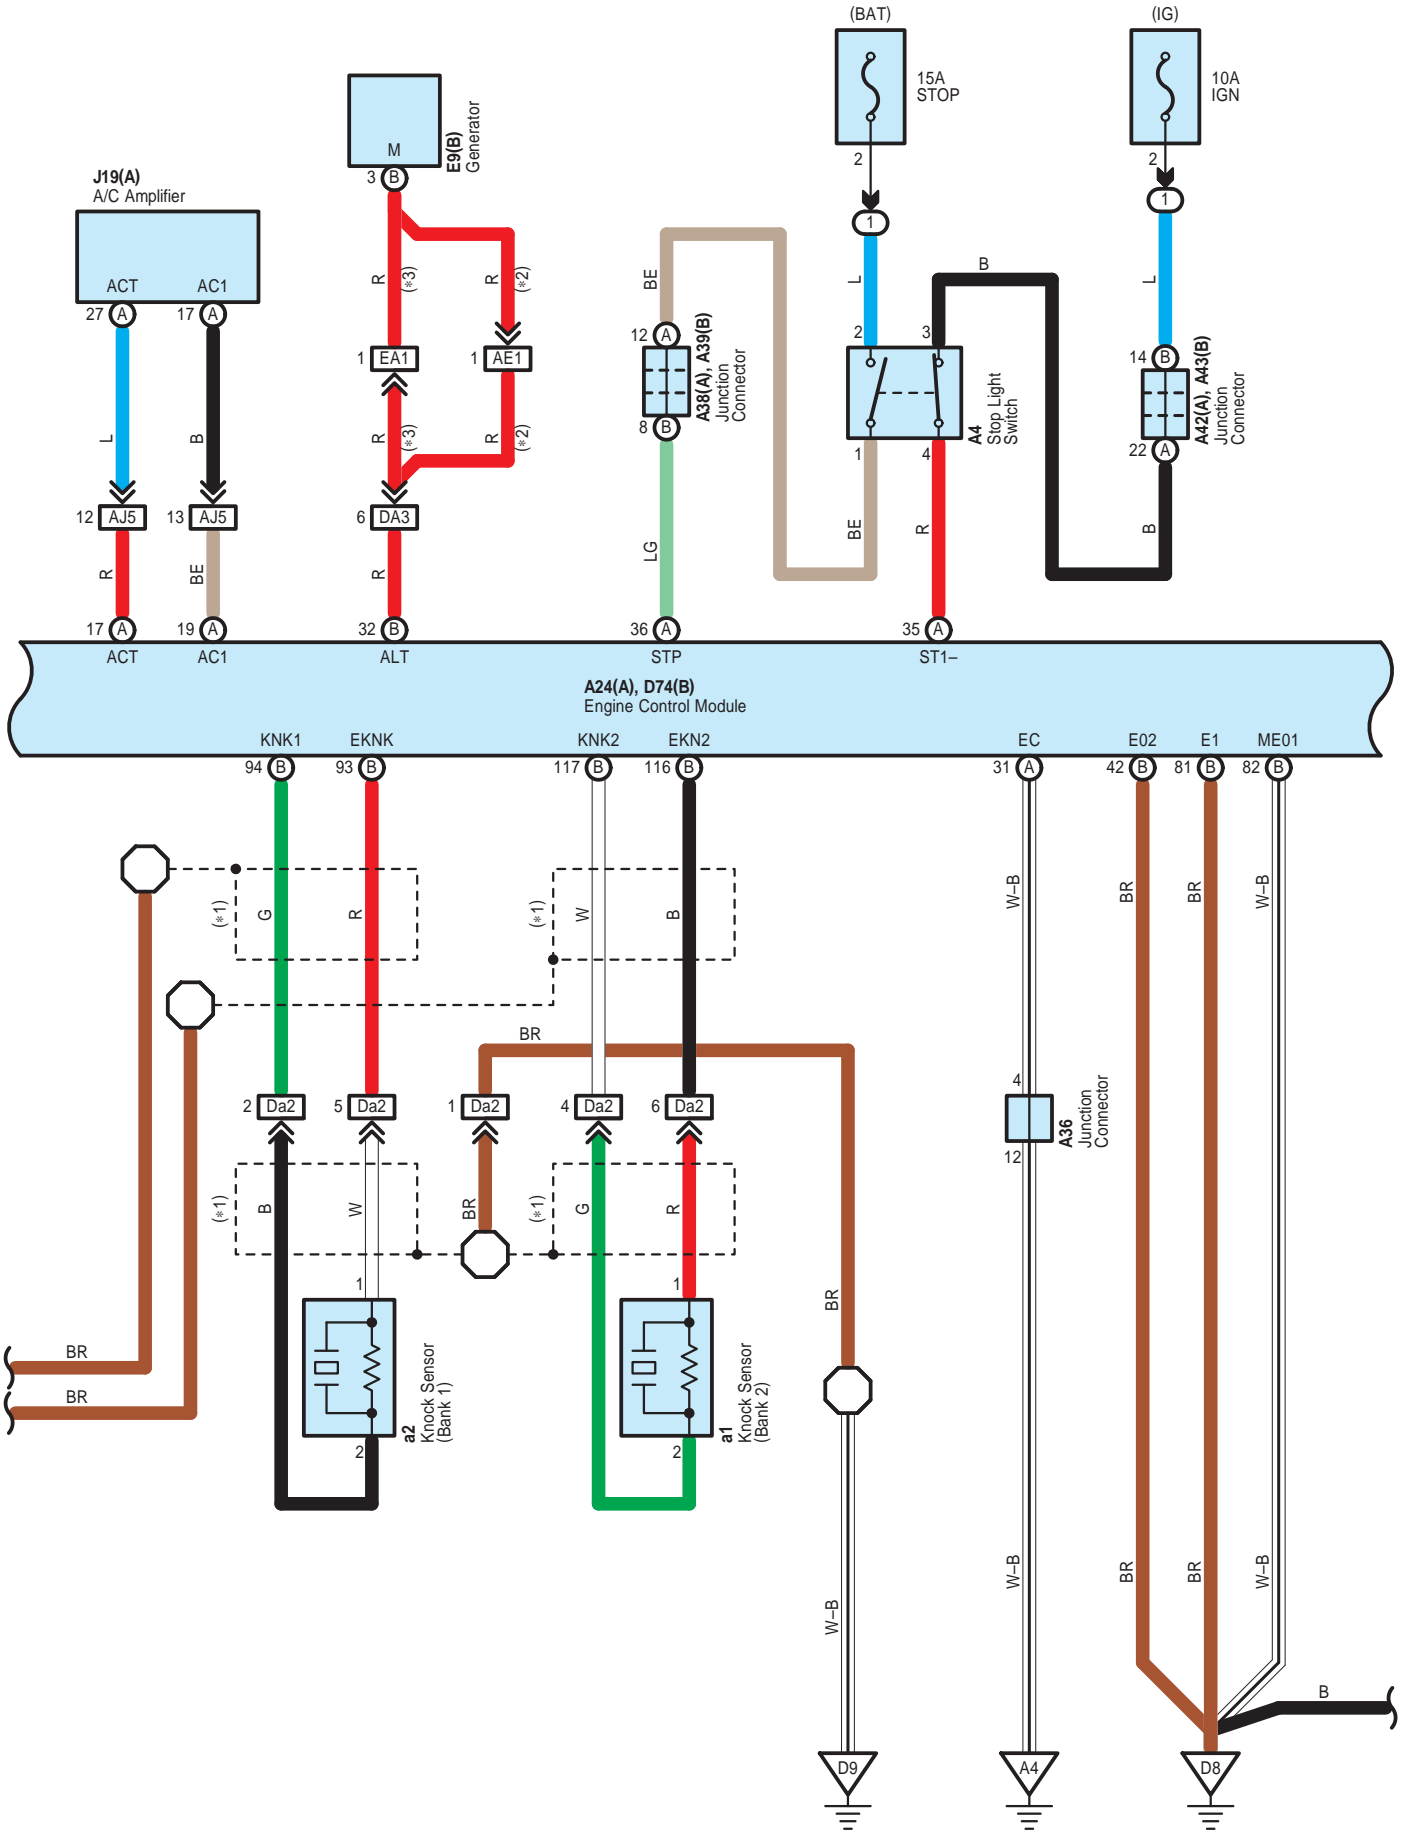 (BAT)
(IG)
15A
STOP
10A
IGN
2
2
1
1
M
E9(B)
Generator
3 B
J19(A)
A/C Amplifier
ACT
AC1
27 A
17 A
R
(*3)
R
(*2)
BE
L
B
L
12 A
A38(A), A39(B)
Junction
Connector
8 B
2
3
A4
Stop Light
Switch
1
4
14 B
A42(A), A43(B)
Junction
Connector
22 A
1 EA1
1 AE1
L
B
R
(*3)
R
(*2)
12 AJ5
13 AJ5
6 DA3
R
BE
R
LG
BE
R
B
17 A
19 A
32 B
36 A
35 A
ACT
AC1
ALT
STP
ST1–
A24(A), D74(B)
Engine Control Module
KNK1
EKNK
KNK2
EKN2
EC
E02
E1
ME01
94 B
93 B
117 B
116 B
31 A
42 B
81 B
82 B
(*1)
G
R
(*1)
W
B
W–B
BR
BR
W–B
BR
2 Da2
5 Da2
1 Da2
4 Da2
6 Da2
4
A36
Junction
Connector
12
(*1)
B
W
BR
(*1)
G
R
1
1
BR
BR
BR
a2
Knock Sensor
(Bank 1)
a1
Knock Sensor
(Bank 2)
2
2
W–B
W–B
BR
BR
W–B
B
D9
A4
D8